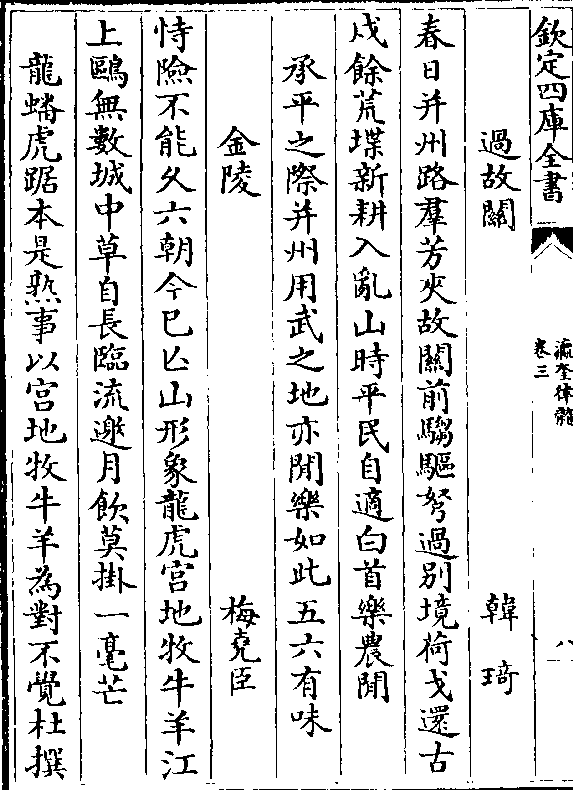 欽定四庫全書
瀛奎律髓
卷三
八
過故關 韓琦
春日并州路羣芳夾故關前騶驅弩過别境荷戈還古
戍餘荒堞新耕入亂山時平民自適白首樂農閒
承平之際并州用武之地亦閒樂如此五六有味
金陵 梅堯臣
恃險不能久六朝今已亡山形象龍虎宫地牧牛羊江
上鷗無數城中草自長臨流邀月飲莫掛一毫芒
龍蟠虎踞本是熟事以宫地牧牛羊為對不覺杜撰